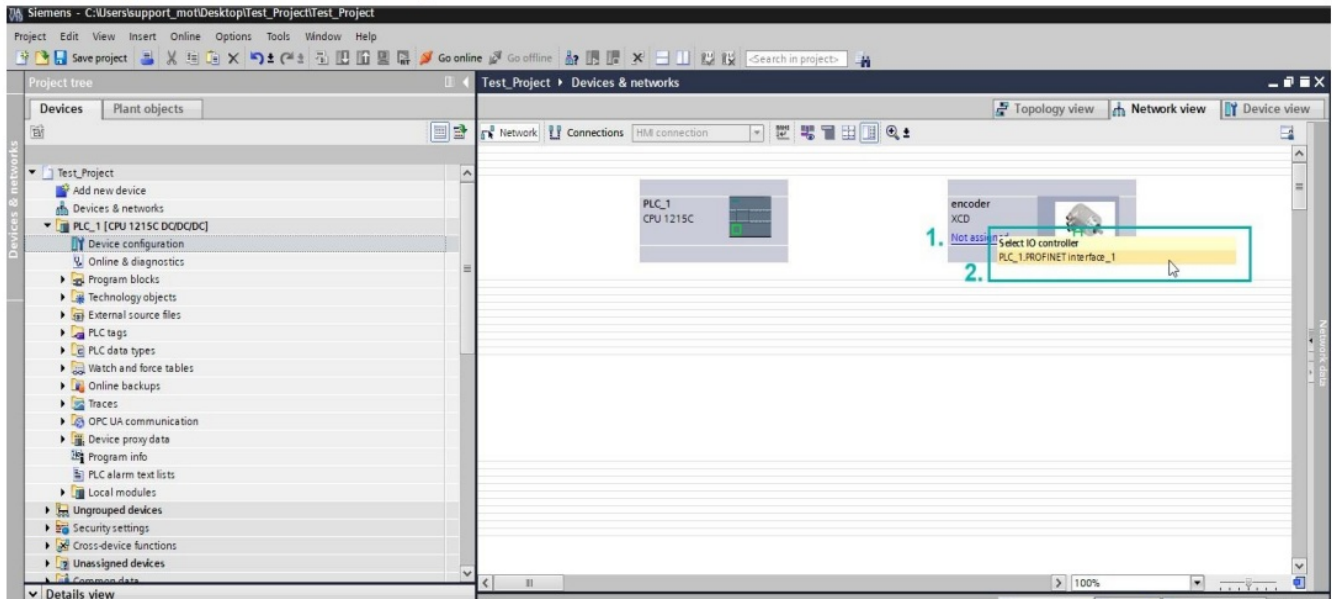 Siemens - C:\Users\support_mot\Desktop\Test_Project\Test_Project
Project Edit View Insert Online Options Tools Window Help
Save project Go online Go offline <Search in project>
Project tree
Devices Plant objects
Devices & networks
Test_Project
Add new device
Devices & networks
PLC_1 [CPU 1215C DC/DC/DC]
Device configuration
Online & diagnostics
Program blocks
Technology objects
External source files
PLC tags
PLC data types
Watch and force tables
Online backups
Traces
OPC UA communication
Device proxy data
Program info
PLC alarm text lists
Local modules
Ungrouped devices
Security settings
Cross-device functions
Unassigned devices
Common data
Details view
Test_Project Devices & networks
Topology view Network view Device view
Network Connections HMI connection
PLC_1
CPU 1215C
encoder
XCD
1. Not assigned
Select IO controller
2. PLC_1.PROFINET interface_1
100%
Network data